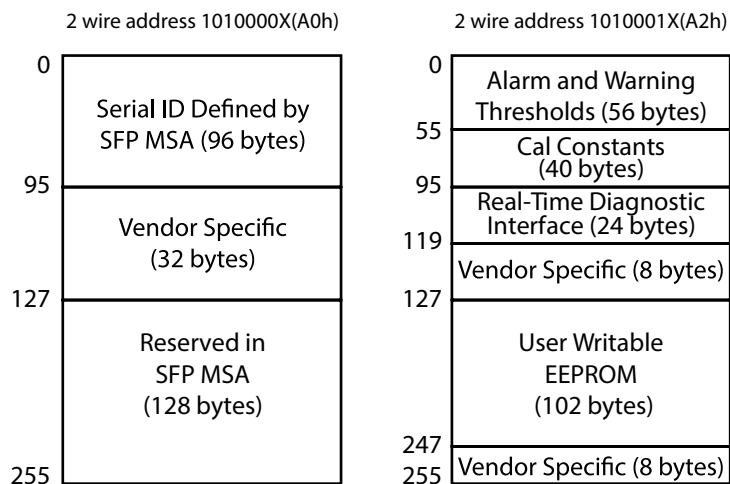 2 wire address 1010000X(A0h)
0
Serial ID Defined by
SFP MSA (96 bytes)
95
Vendor Specific
(32 bytes)
127
Reserved in
SFP MSA
(128 bytes)
255
2 wire address 1010001X(A2h)
0
Alarm and Warning
Thresholds (56 bytes)
55
Cal Constants
(40 bytes)
95
Real-Time Diagnostic
Interface (24 bytes)
119
Vendor Specific (8 bytes)
127
User Writable
EEPROM
(102 bytes)
247
Vendor Specific (8 bytes)
255